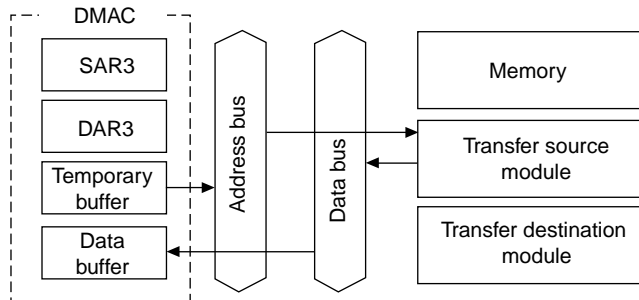 DMAC
SAR3
DAR3
Temporary
buffer
Data
buffer
Address bus
Data bus
Memory
Transfer source
module
Transfer destination
module